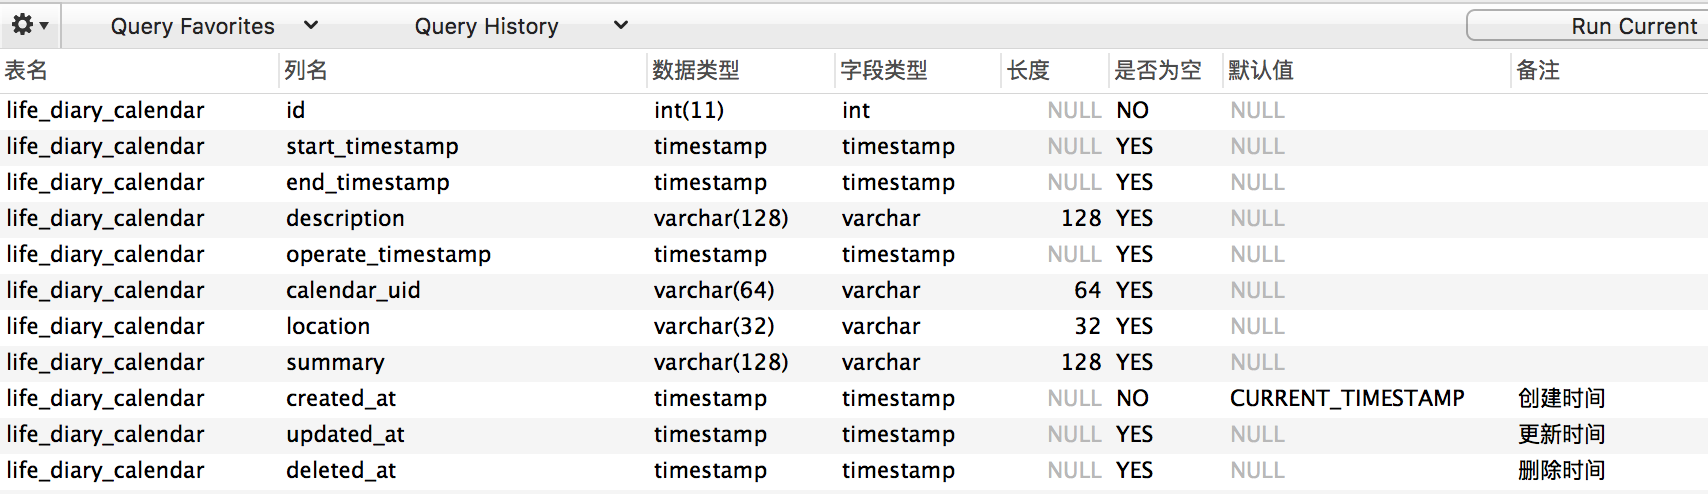 Query Favorites Query History Run Current
表名 列名 数据类型 字段类型 长度 是否为空 默认值 备注
life_diary_calendar id int(11) int NULL NO NULL
life_diary_calendar start_timestamp timestamp timestamp NULL YES NULL
life_diary_calendar end_timestamp timestamp timestamp NULL YES NULL
life_diary_calendar description varchar(128) varchar 128 YES NULL
life_diary_calendar operate_timestamp timestamp timestamp NULL YES NULL
life_diary_calendar calendar_uid varchar(64) varchar 64 YES NULL
life_diary_calendar location varchar(32) varchar 32 YES NULL
life_diary_calendar summary varchar(128) varchar 128 YES NULL
life_diary_calendar created_at timestamp timestamp NULL NO CURRENT_TIMESTAMP 创建时间
life_diary_calendar updated_at timestamp timestamp NULL YES NULL 更新时间
life_diary_calendar deleted_at timestamp timestamp NULL YES NULL 删除时间